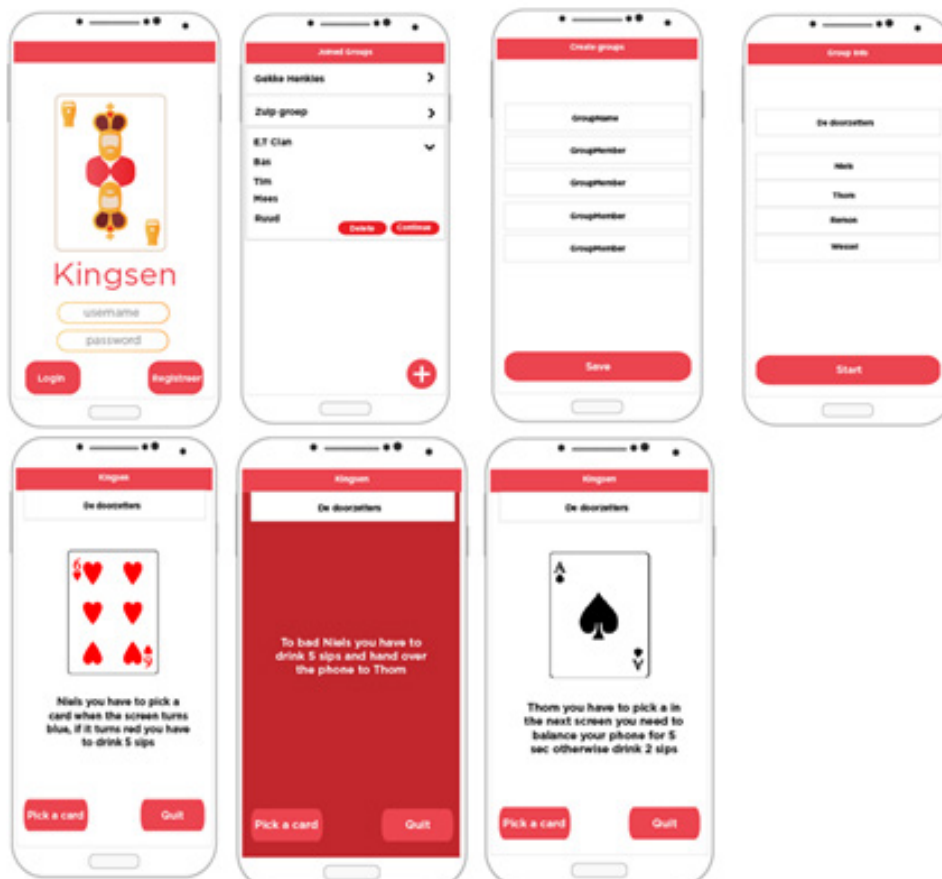 Kingsen
username
password
Login
Registreer
Joined Groups
Gekke Henkies
Zuip groep
E.T Clan
Bas
Tim
Mees
Ruud
Delete
Continue
Create groups
GroupName
GroupMember
GroupMember
GroupMember
GroupMember
Save
Group Info
De doorzetters
Niels
Thom
Remon
Wessel
Start
Kingsen
De doorzetters
6
6
Niels you have to pick a
card when the screen turns
blue, if it turns red you have
to drink 5 sips
Pick a card
Quit
Kingsen
De doorzetters
To bad Niels you have to
drink 5 sips and hand over
the phone to Thom
Pick a card
Quit
Kingsen
De doorzetters
A
A
Thom you have to pick a in
the next screen you need to
balance your phone for 5
sec otherwise drink 2 sips
Pick a card
Quit